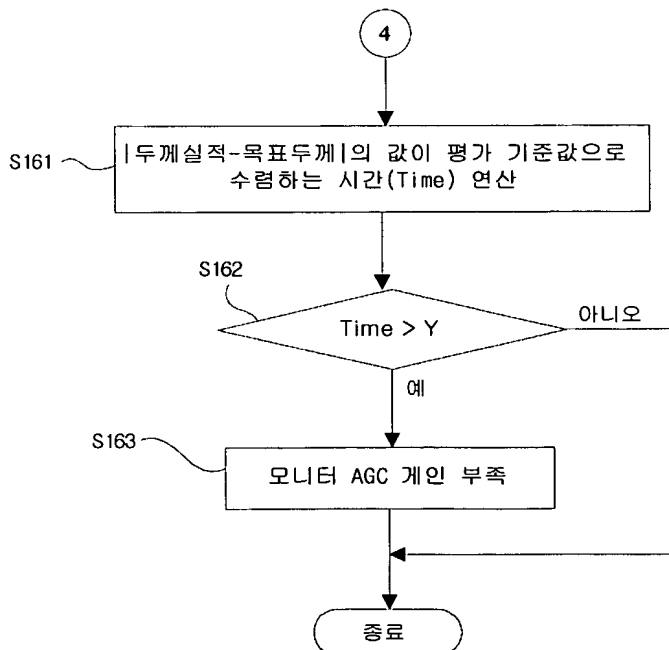 4
|두께실적-목표두께|의 값이 평가 기준값으로
수렴하는 시간(Time) 연산
S161
S162
Time > Y
아니오
예
S163
모니터 AGC 게인 부족
종료